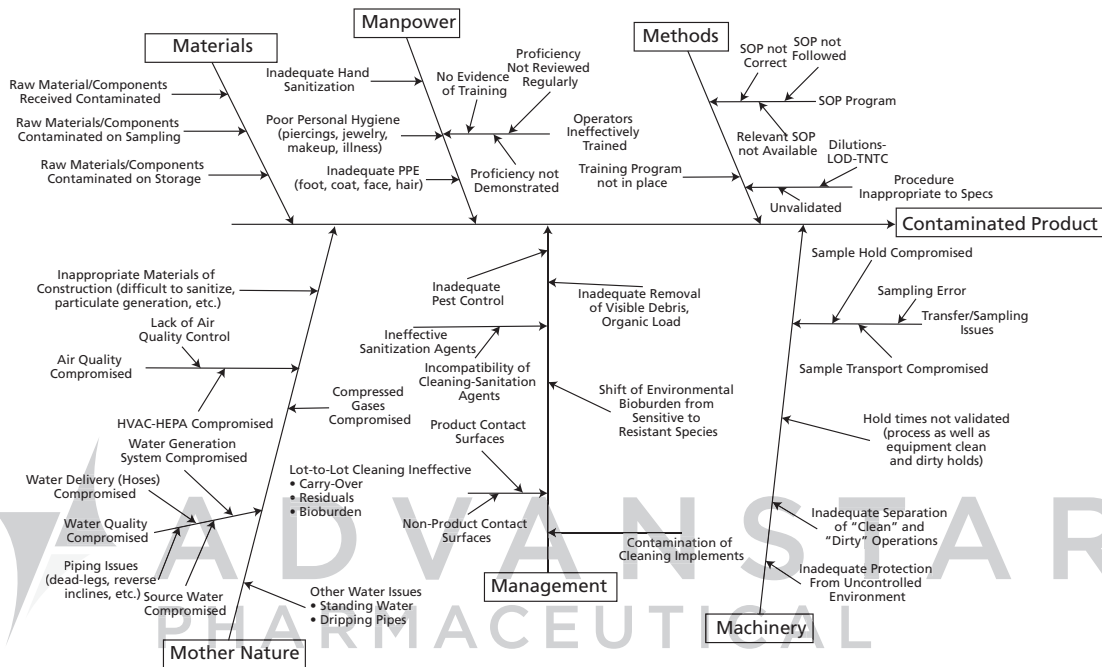 Materials
Manpower
Methods
Raw Material/Components
Received Contaminated
Raw Materials/Components
Contaminated on Sampling
Raw Materials/Components
Contaminated on Storage
Inadequate Hand
Sanitization
Poor Personal Hygiene
(piercings, jewelry,
makeup, illness)
Inadequate PPE
(foot, coat, face, hair)
No Evidence
of Training
Proficiency
Not Reviewed
Regularly
Operators
Ineffectively
Trained
Proficiency not
Demonstrated
SOP not
Correct
SOP not
Followed
SOP Program
Relevant SOP
not Available
Training Program
not in place
Dilutions-
LOD-TNTC
Procedure
Inappropriate to Specs
Unvalidated
Contaminated Product
Inappropriate Materials of
Construction (difficult to sanitize,
particulate generation, etc.)
Lack of Air
Quality Control
Air Quality
Compromised
HVAC-HEPA Compromised
Compressed
Gases
Compromised
Water Generation
System Compromised
Water Delivery (Hoses)
Compromised
Water Quality
Compromised
Piping Issues
(dead-legs, reverse
inclines, etc.)
Source Water
Compromised
Other Water Issues
• Standing Water
• Dripping Pipes
Mother Nature
Inadequate
Pest Control
Inadequate Removal
of Visible Debris,
Organic Load
Ineffective
Sanitization Agents
Incompatibility of
Cleaning-Sanitation
Agents
Shift of Environmental
Bioburden from
Sensitive to
Resistant Species
Product Contact
Surfaces
Lot-to-Lot Cleaning Ineffective
• Carry-Over
• Residuals
• Bioburden
Non-Product Contact
Surfaces
Contamination of
Cleaning Implements
Management
Sample Hold Compromised
Sampling Error
Transfer/Sampling
Issues
Sample Transport Compromised
Hold times not validated
(process as well as
equipment clean
and dirty holds)
Inadequate Separation
of “Clean” and
“Dirty” Operations
Inadequate Protection
From Uncontrolled
Environment
Machinery
ADVANSTAR
PHARMACEUTICAL